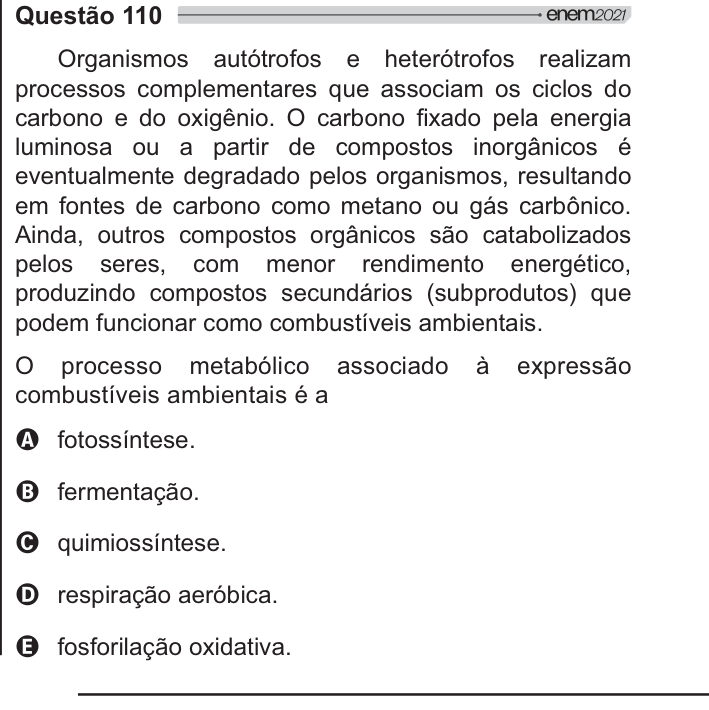 Questão 110 enem2021
Organismos autótrofos e heterótrofos realizam
processos complementares que associam os ciclos do
carbono e do oxigênio. O carbono fixado pela energia
luminosa ou a partir de compostos inorgânicos é
eventualmente degradado pelos organismos, resultando
em fontes de carbono como metano ou gás carbônico.
Ainda, outros compostos orgânicos são catabolizados
pelos seres, com menor rendimento energético,
produzindo compostos secundários (subprodutos) que
podem funcionar como combustíveis ambientais.
O processo metabólico associado à expressão
combustíveis ambientais é a
A fotossíntese.
B fermentação.
C quimiossíntese.
D respiração aeróbica.
E fosforilação oxidativa.